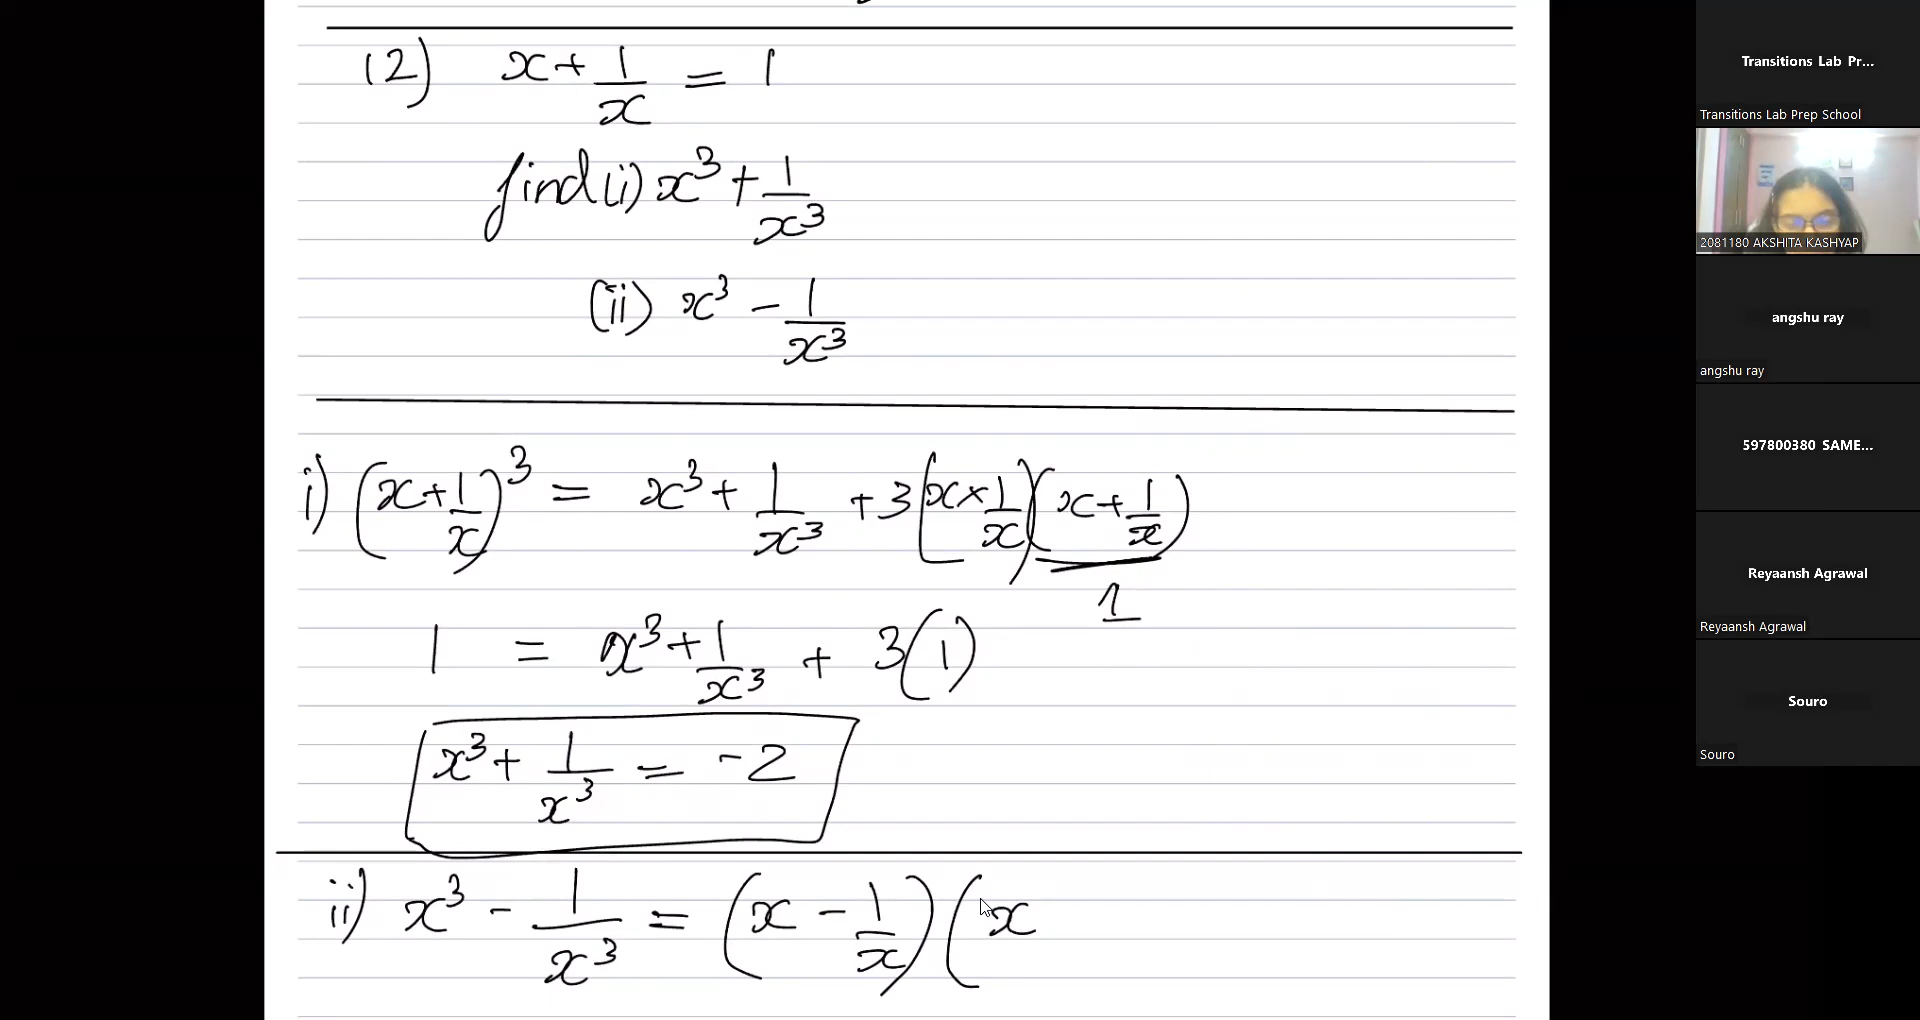 (2) x + 1/x = 1
find (i) x³ + 1/x³
(ii) x³ - 1/x³
i) (x + 1/x)³ = x³ + 1/x³ + 3(x × 1/x)(x + 1/x)
1
1 = x³ + 1/x³ + 3(1)
x³ + 1/x³ = -2
ii) x³ - 1/x³ = (x - 1/x)(x
Transitions Lab Pr...
Transitions Lab Prep School
2081180 AKSHITA KASHYAP
angshu ray
angshu ray
597800380 SAME...
Reyaansh Agrawal
Reyaansh Agrawal
Souro
Souro